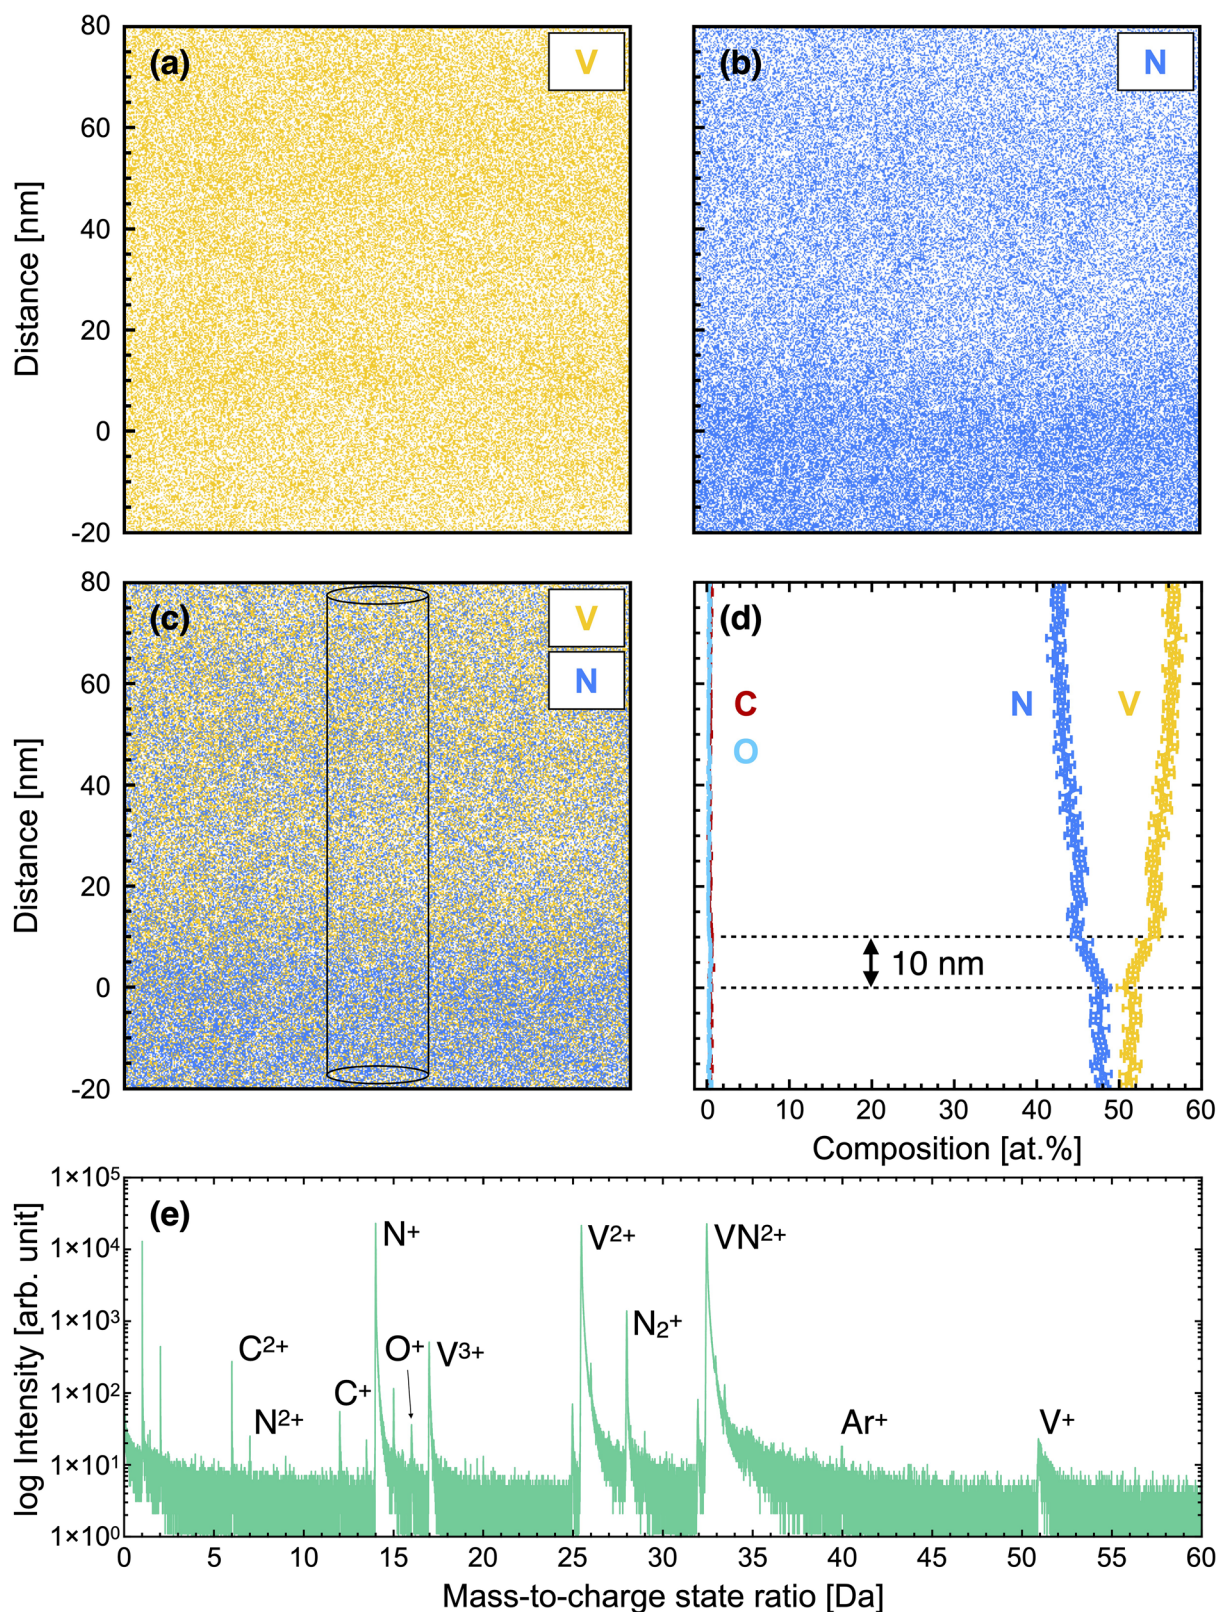 (a)
V
(b)
N
80
60
40
20
0
-20
Distance [nm]
(c)
V
N
(d)
80
60
40
20
0
-20
Distance [nm]
C
O
N
V
10 nm
0 10 20 30 40 50 60
Composition [at.%]
(e)
1×10⁵
1×10⁴
1×10³
1×10²
1×10¹
1×10⁰
log Intensity [arb. unit]
C²⁺
N²⁺
C⁺
N⁺
O⁺
V³⁺
V²⁺
N₂⁺
VN²⁺
Ar⁺
V⁺
0 5 10 15 20 25 30 35 40 45 50 55 60
Mass-to-charge state ratio [Da]